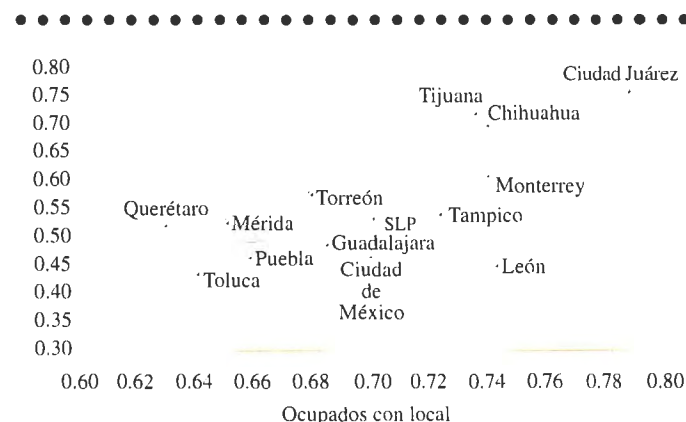 0.80
Ciudad Juárez
0.75
Tijuana
Chihuahua
0.70
0.65
0.60
Monterrey
Torreón
0.55
Querétaro
Mérida
SLP
Tampico
0.50
Guadalajara
Puebla
0.45
Ciudad
León
Toluca
0.40
de
0.35
México
0.30
0.60 0.62 0.64 0.66 0.68 0.70 0.72 0.74 0.76 0.78 0.80
Ocupados con local